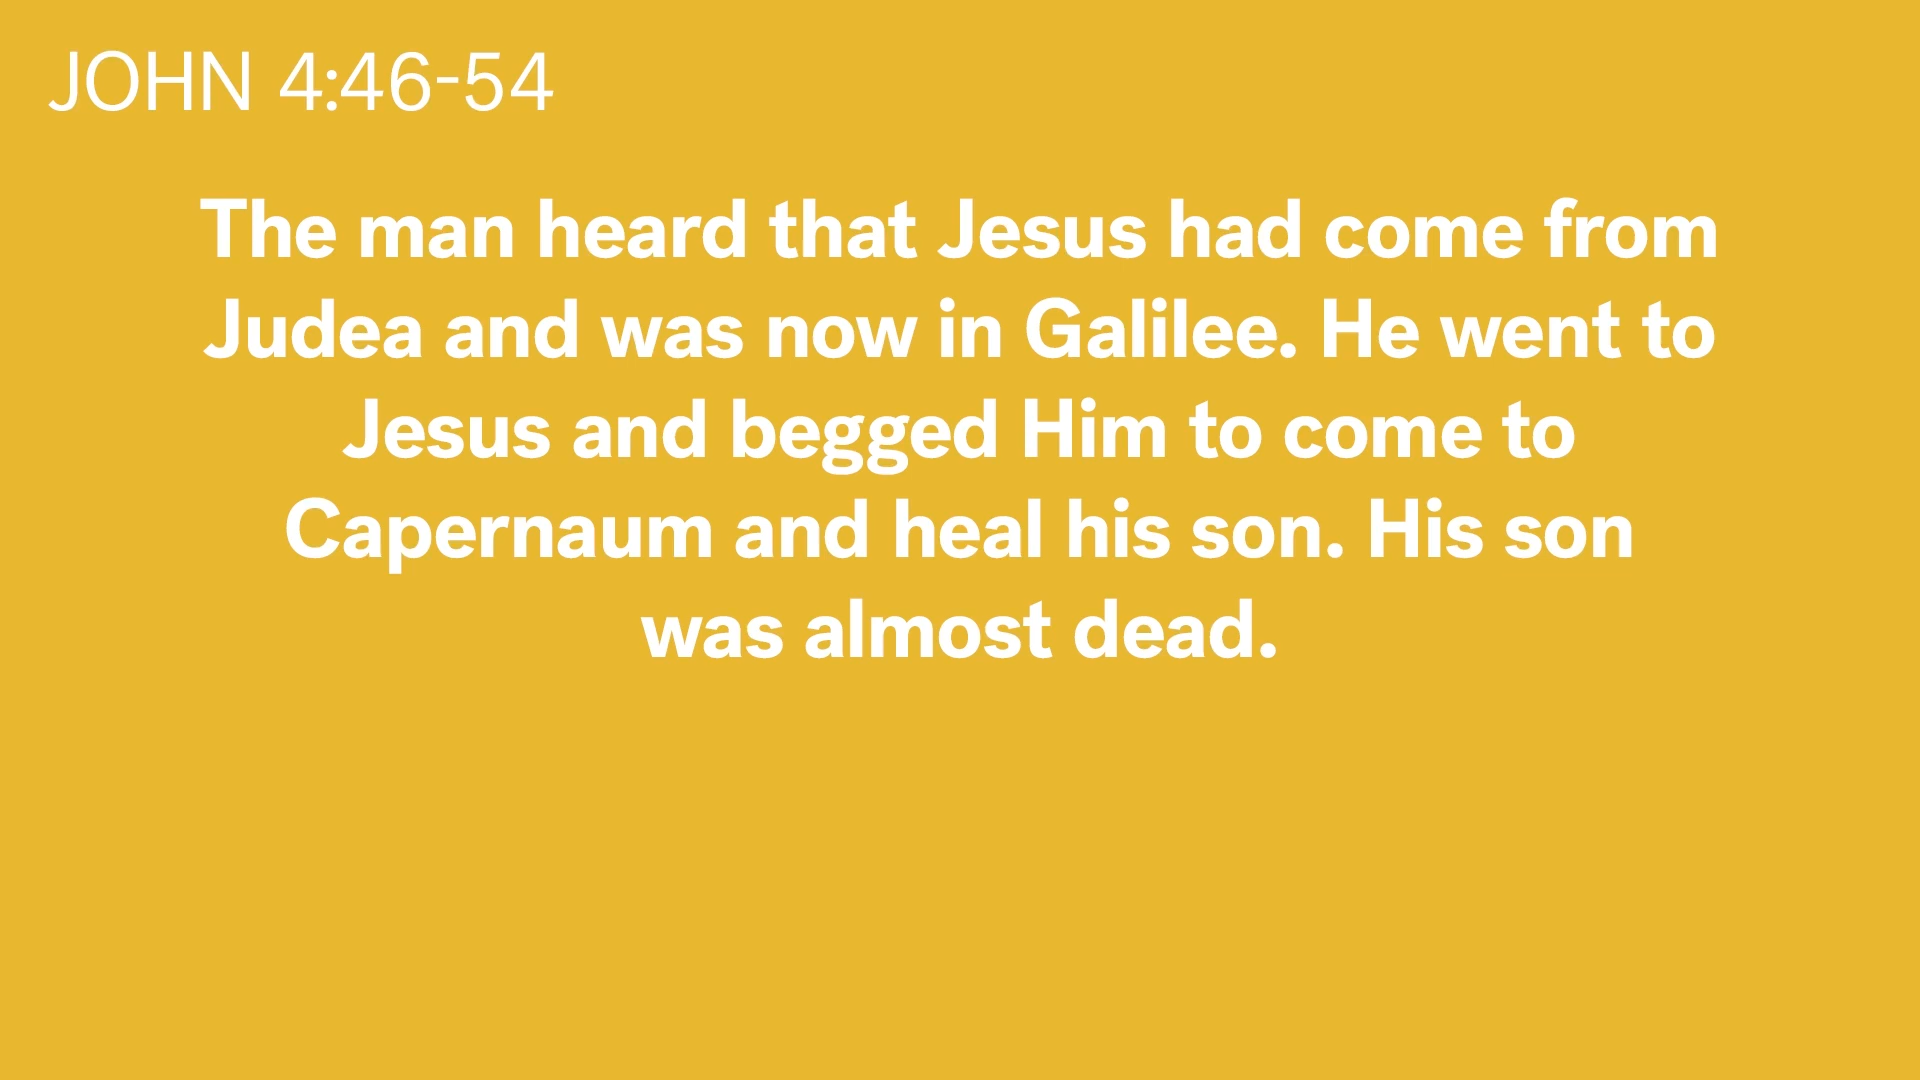 JOHN 4:46-54
The man heard that Jesus had come from
Judea and was now in Galilee. He went to
Jesus and begged Him to come to
Capernaum and heal his son. His son
was almost dead.